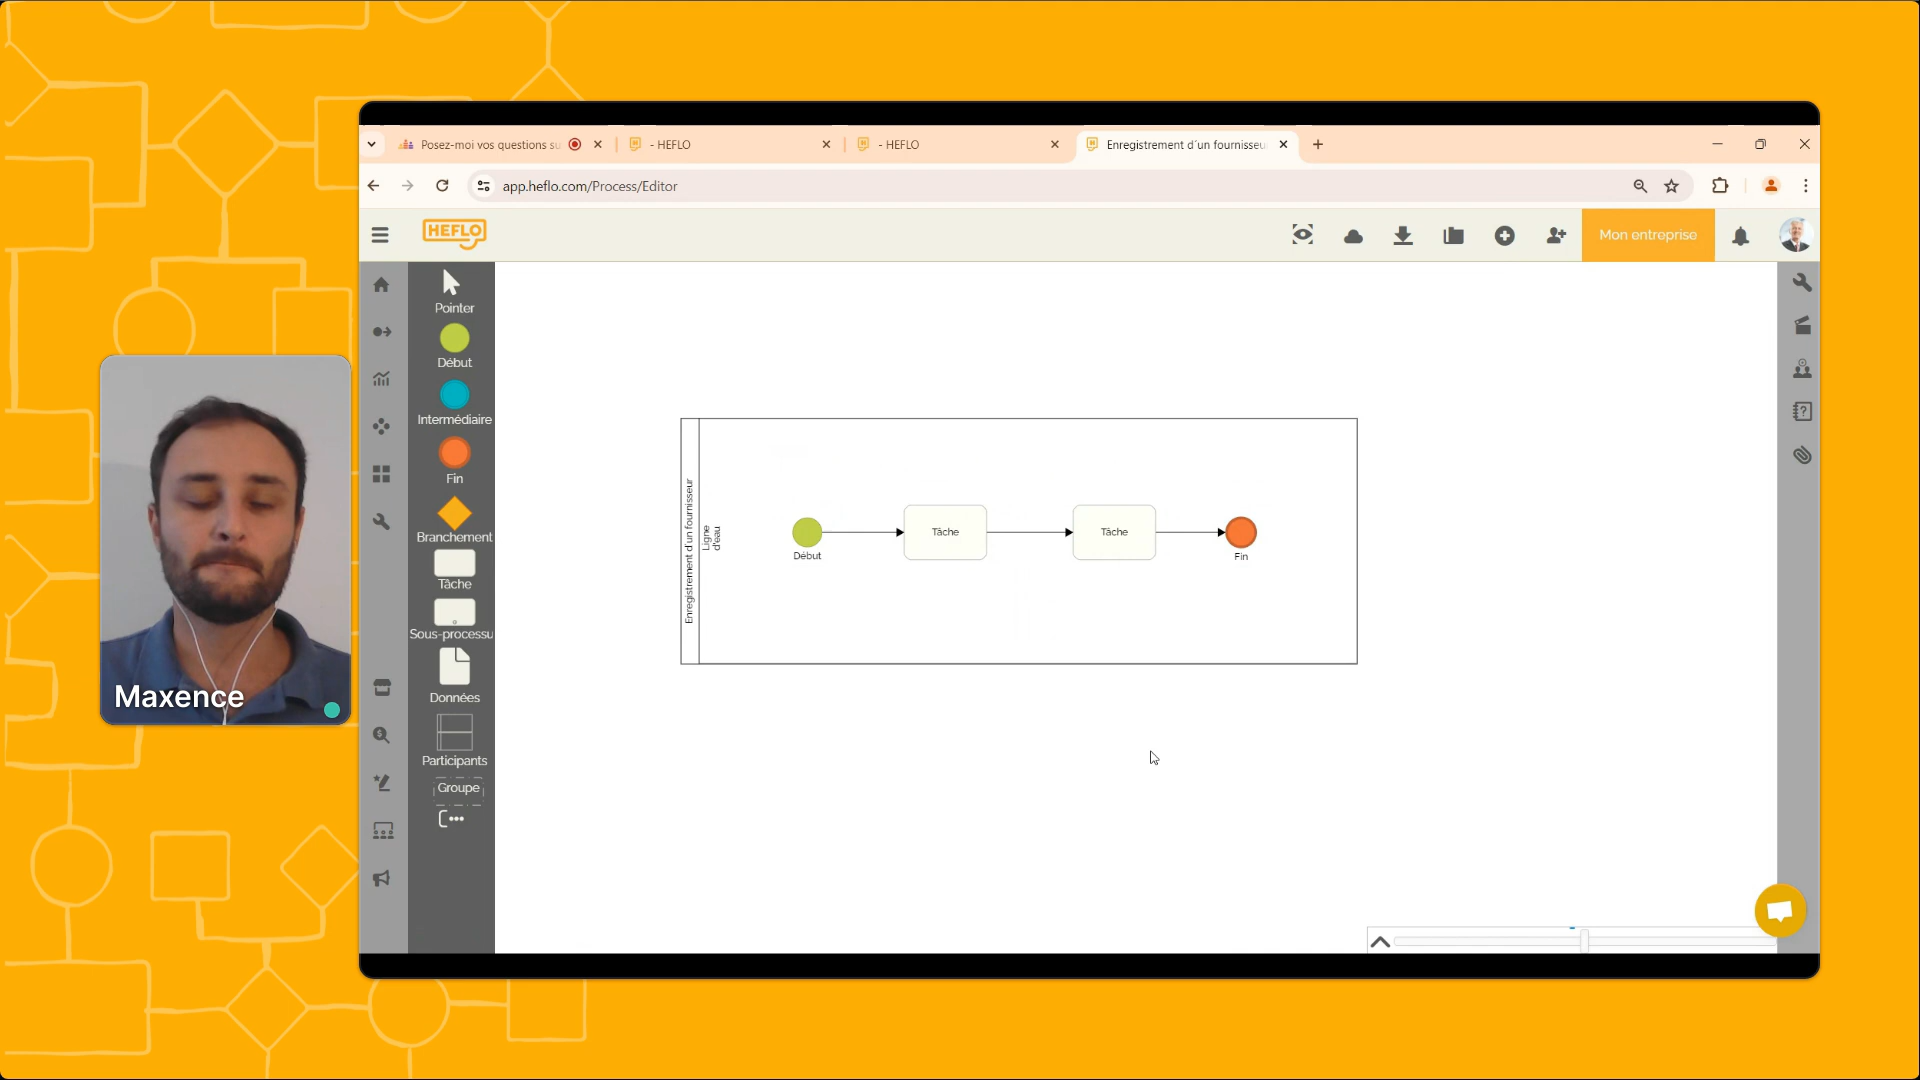 Posez-moi vos questions su
- HEFLO
- HEFLO
Enregistrement d'un fournisseu
app.heflo.com/Process/Editor
HEFLO
Mon entreprise
Pointer
Début
Intermédiaire
Fin
Branchement
Tâche
Sous-processu
Données
Participants
Groupe
Enregistrement d'un fournisseur
Ligne
d'eau
Début
Tâche
Tâche
Fin
Maxence